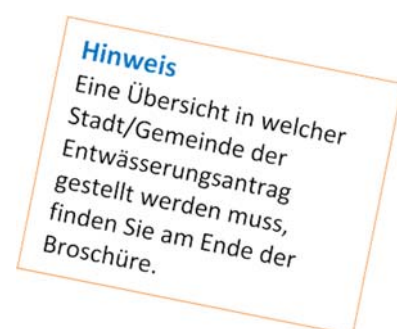 Hinweis
Eine Übersicht in welcher
Stadt/Gemeinde der
Entwässerungsantrag
gestellt werden muss,
finden Sie am Ende der
Broschüre.